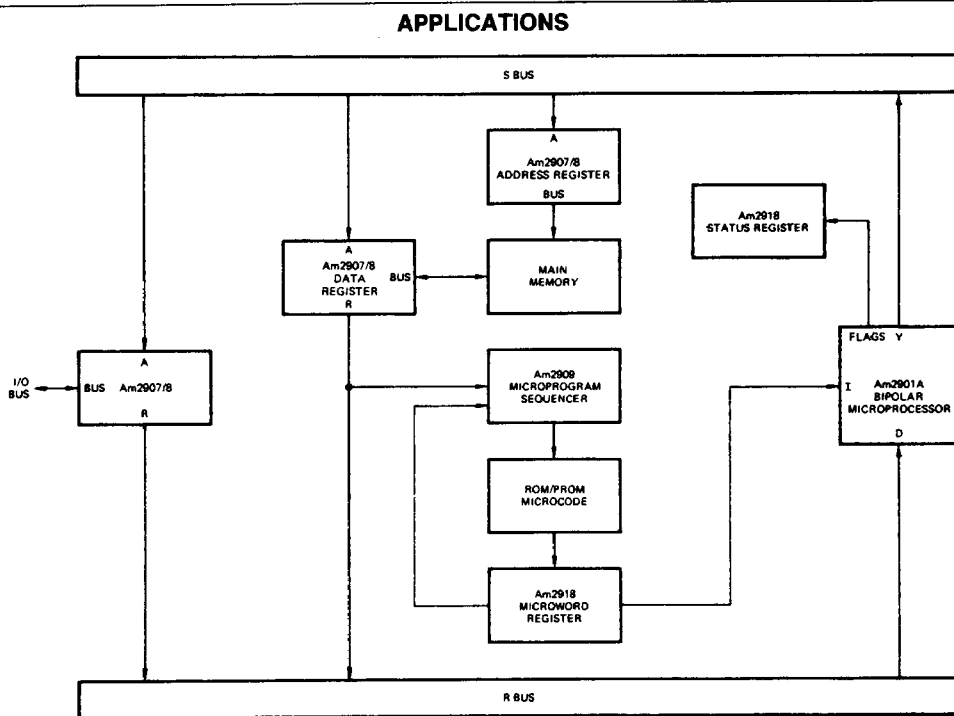 APPLICATIONS
S BUS
A
Am2907/8
ADDRESS REGISTER
BUS
Am2918
STATUS REGISTER
A
Am2907/8
DATA
REGISTER
BUS
R
MAIN
MEMORY
I/O
BUS
A
BUS Am2907/8
R
Am2909
MICROPROGRAM
SEQUENCER
FLAGS Y
I
Am2901A
BIPOLAR
MICROPROCESSOR
D
ROM/PROM
MICROCODE
Am2918
MICROWORD
REGISTER
R BUS